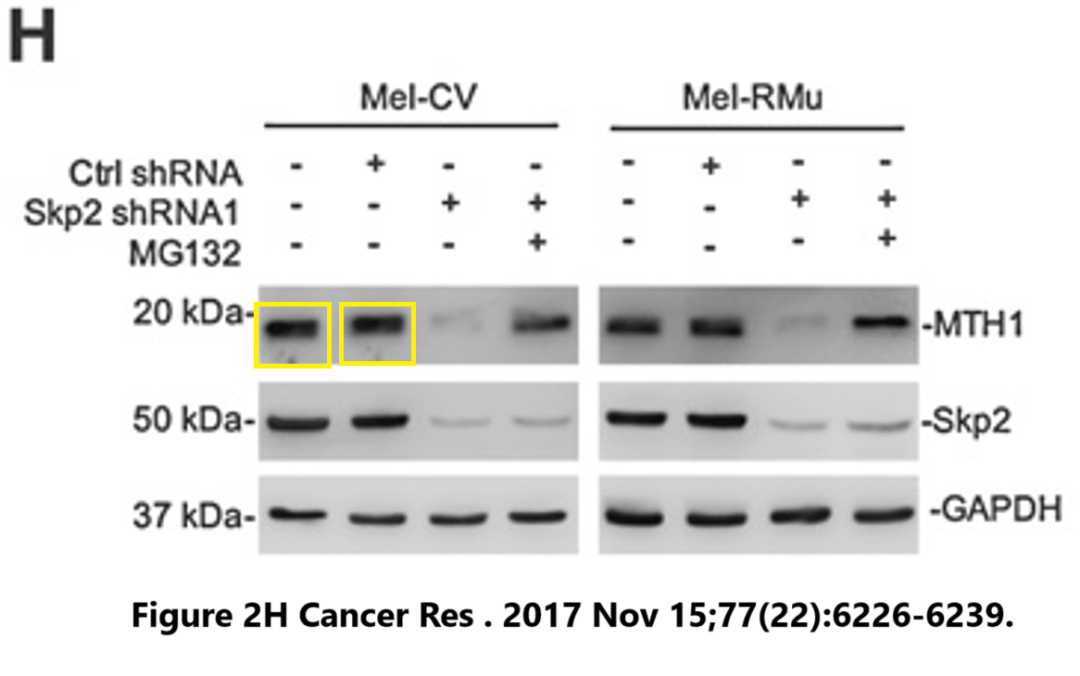 H
Mel-CV Mel-RMu
Ctrl shRNA - + - - - + - -
Skp2 shRNA1 - - + + - - + +
MG132 - - - + - - - +
20 kDa- -MTH1
50 kDa- -Skp2
37 kDa- -GAPDH
Figure 2H Cancer Res . 2017 Nov 15;77(22):6226-6239.